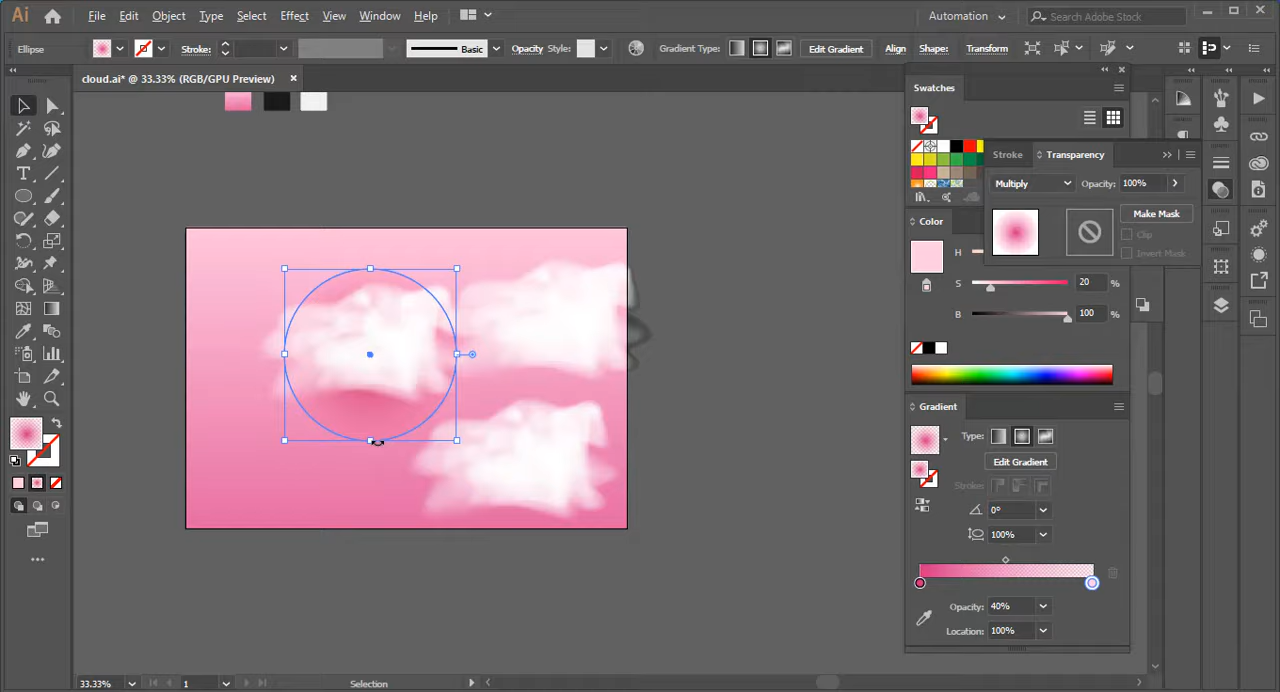 Ai File Edit Object Type Select Effect View Window Help Automation Search Adobe Stock
Ellipse Stroke: Basic Opacity Style: Gradient Type: Edit Gradient Align Shape: Transform
cloud.ai* @ 33.33% (RGB/GPU Preview)
Swatches
Stroke Transparency
Multiply Opacity: 100%
Make Mask
Clip
Invert Mask
Color
H
S 20 %
B 100 %
Gradient
Type:
Edit Gradient
Strokes:
0°
100%
Opacity: 40%
Location: 100%
33.33% 1 Selection